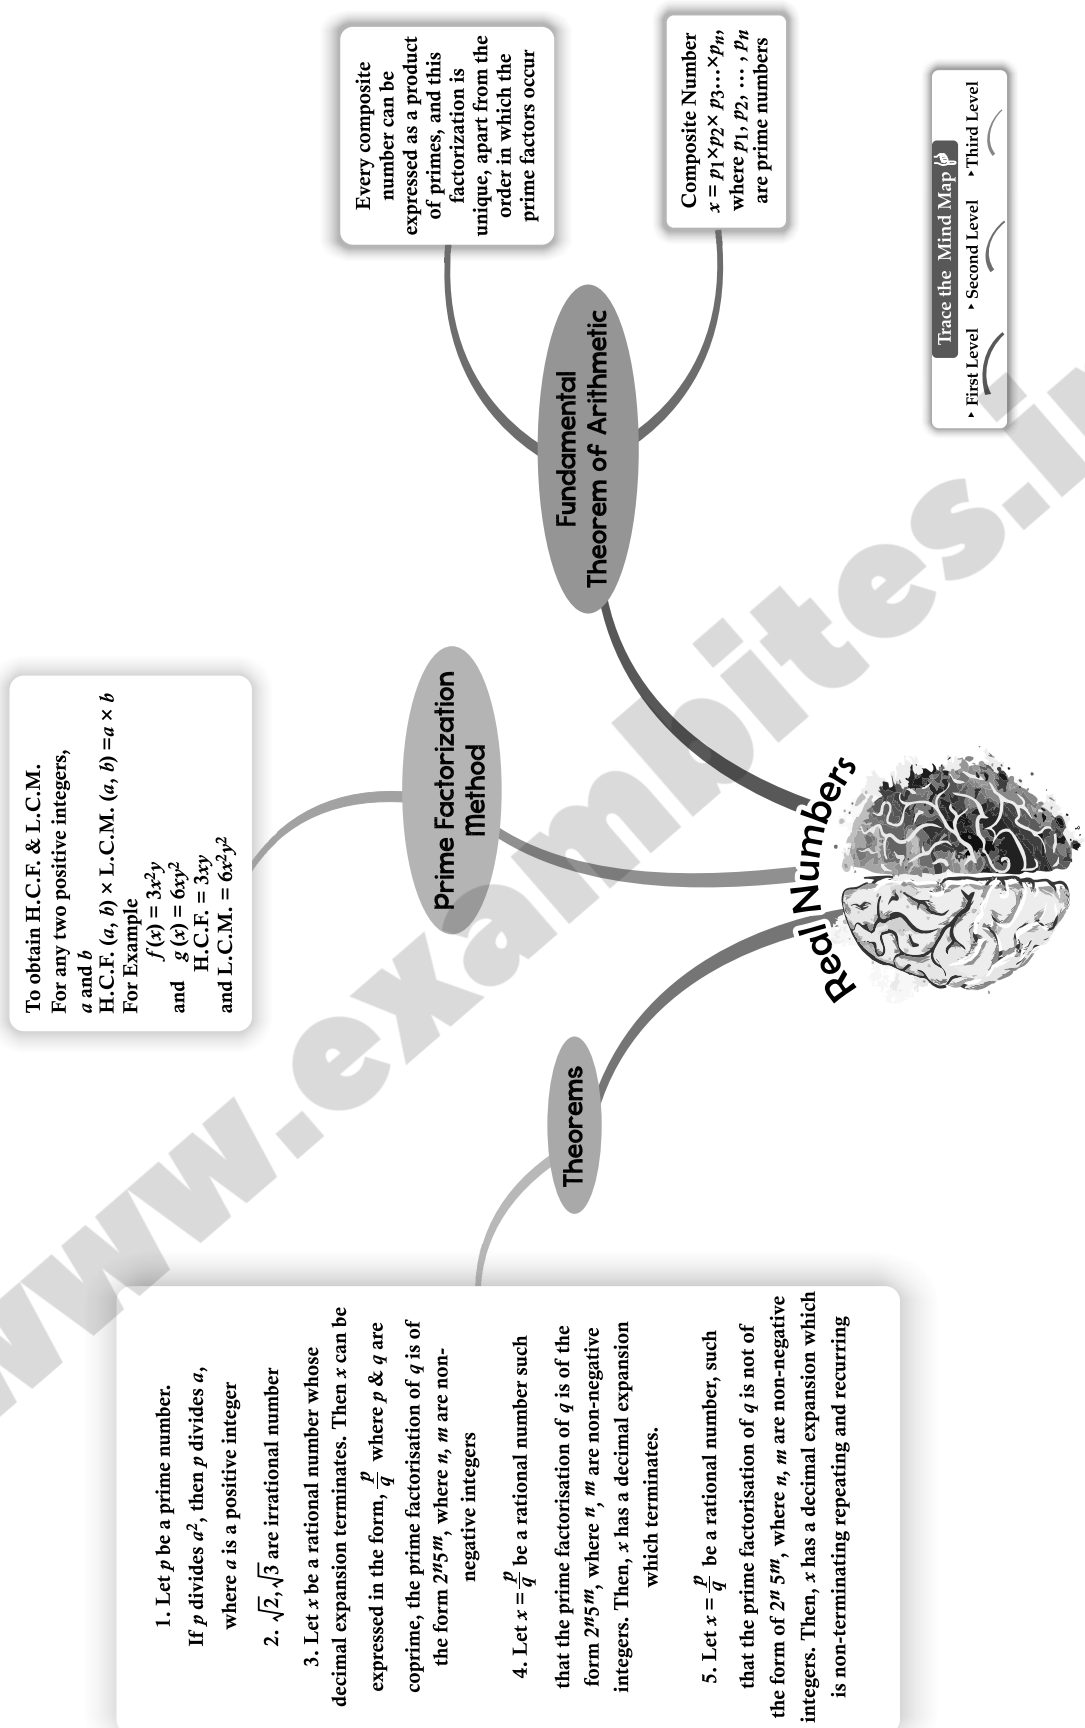 1. Let p be a prime number.
If p divides a², then p divides a,
where a is a positive integer
2. √2, √3 are irrational number
3. Let x be a rational number whose
decimal expansion terminates. Then x can be
expressed in the form, p/q where p & q are
coprime, the prime factorisation of q is of
the form 2ⁿ5ᵐ, where n, m are non-
negative integers
4. Let x = p/q be a rational number such
that the prime factorisation of q is of the
form 2ⁿ5ᵐ, where n, m are non-negative
integers. Then, x has a decimal expansion
which terminates.
5. Let x = p/q be a rational number, such
that the prime factorisation of q is not of
the form of 2ⁿ 5ᵐ, where n, m are non-negative
integers. Then, x has a decimal expansion which
is non-terminating repeating and recurring
Theorems
To obtain H.C.F. & L.C.M.
For any two positive integers,
a and b
H.C.F. (a, b) × L.C.M. (a, b) =a × b
For Example
f(x) = 3x²y
and g(x) = 6xy²
H.C.F. = 3xy
and L.C.M. = 6x²y²
Prime Factorization
Method
Real Numbers
Fundamental
Theorem of Arithmetic
Every composite
number can be
expressed as a product
of primes, and this
factorization is
unique, apart from the
order in which the
prime factors occur
Composite Number
x = p₁×p₂× p₃...×pₙ,
where p₁, p₂, ... , pₙ
are prime numbers
Trace the Mind Map
First Level Second Level Third Level
www.exambites.in